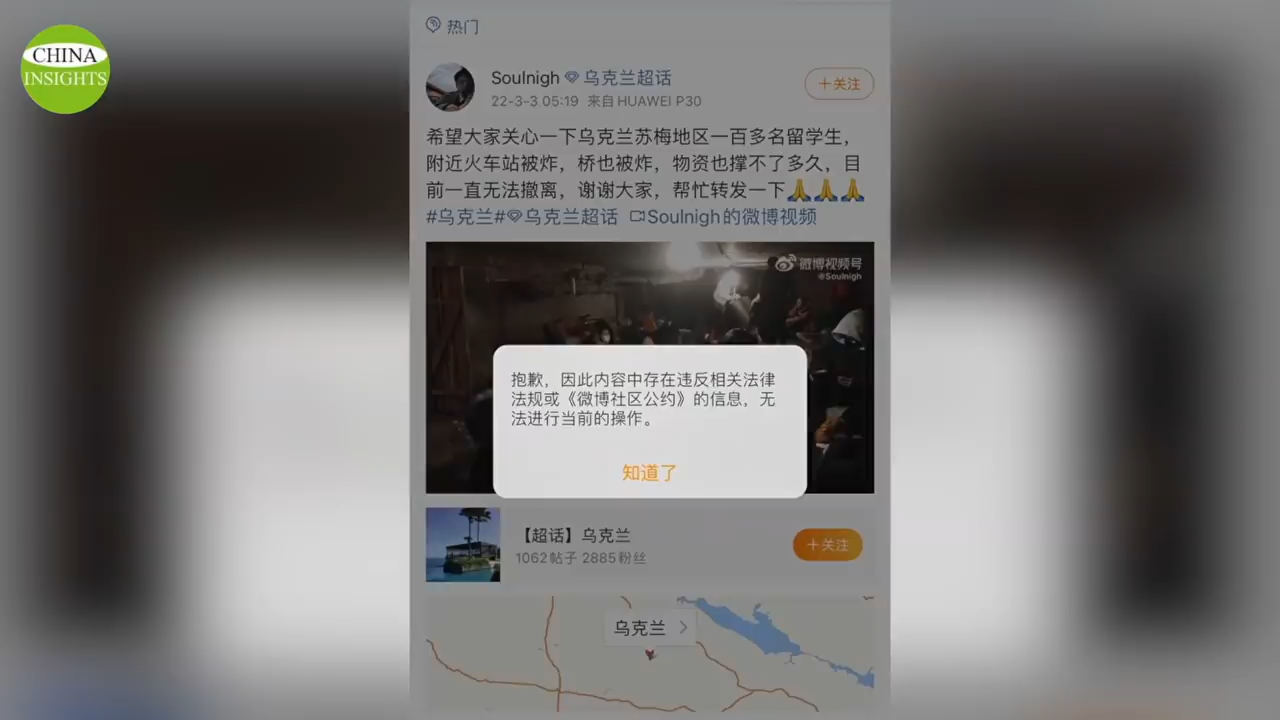 CHINA
INSIGHTS
热门
Soulnigh 乌克兰超话
22-3-3 05:19 来自 HUAWEI P30
+关注
希望大家关心一下乌克兰苏梅地区一百多名留学生，
附近火车站被炸，桥也被炸，物资也撑不了多久，目
前一直无法撤离，谢谢大家，帮忙转发一下🙏🙏🙏
#乌克兰# 乌克兰超话 Soulnigh的微博视频
微博视频号
@Soulnigh
抱歉，因此内容中存在违反相关法律
法规或《微博社区公约》的信息，无
法进行当前的操作。
知道了
【超话】乌克兰
1062帖子 2885粉丝
+关注
乌克兰 >